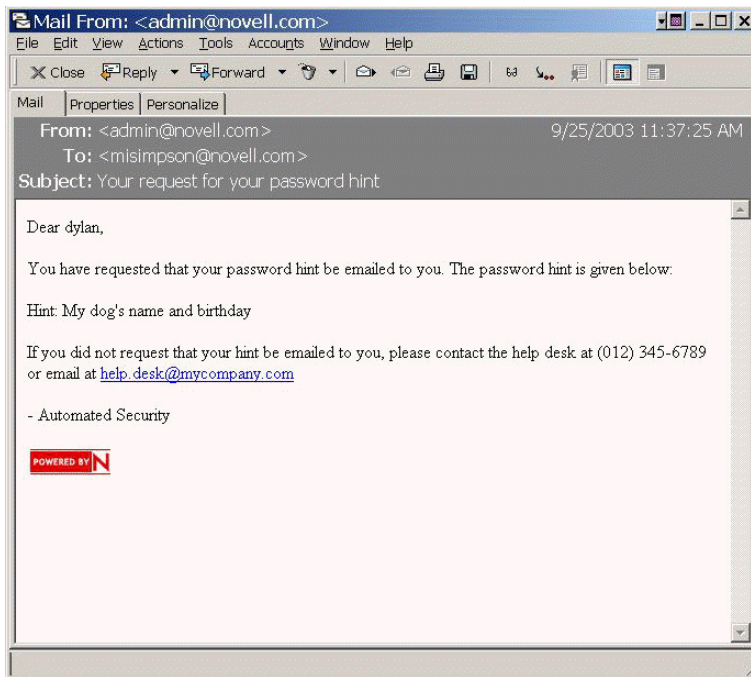 Mail From: <admin@novell.com>
File Edit View Actions Tools Accounts Window Help
Close Reply Forward
Mail Properties Personalize
From: <admin@novell.com> 9/25/2003 11:37:25 AM
To: <misimpson@novell.com>
Subject: Your request for your password hint
Dear dylan,
You have requested that your password hint be emailed to you. The password hint is given below:
Hint: My dog's name and birthday
If you did not request that your hint be emailed to you, please contact the help desk at (012) 345-6789
or email at help.desk@mycompany.com
- Automated Security
POWERED BY N